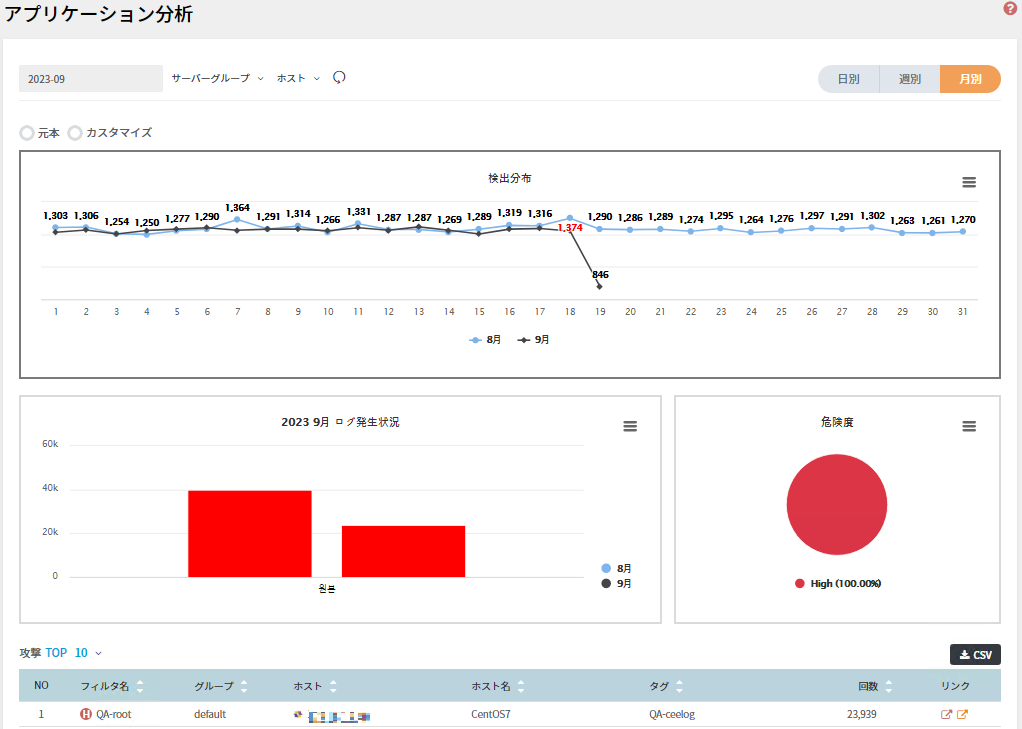 アプリケーション分析
?
2023-09 サーバーグループ ホスト 日別 週別 月別
元本 カスタマイズ
検出分布
1,303 1,306 1,254 1,250 1,277 1,290 1,364 1,291 1,314 1,266 1,331 1,287 1,287 1,269 1,289 1,319 1,316 1,374 1,290 1,286 1,289 1,274 1,295 1,264 1,276 1,297 1,291 1,302 1,263 1,261 1,270
846
1 2 3 4 5 6 7 8 9 10 11 12 13 14 15 16 17 18 19 20 21 22 23 24 25 26 27 28 29 30 31
8月 9月
2023 9月 ログ発生状況
60k
40k
20k
0
원본
8月
9月
危険度
High (100.00%)
攻撃 TOP 10 CSV
NO フィルタ名 グループ ホスト ホスト名 タグ 回数 リンク
1 H QA-root default CentOS7 QA-ceelog 23,939